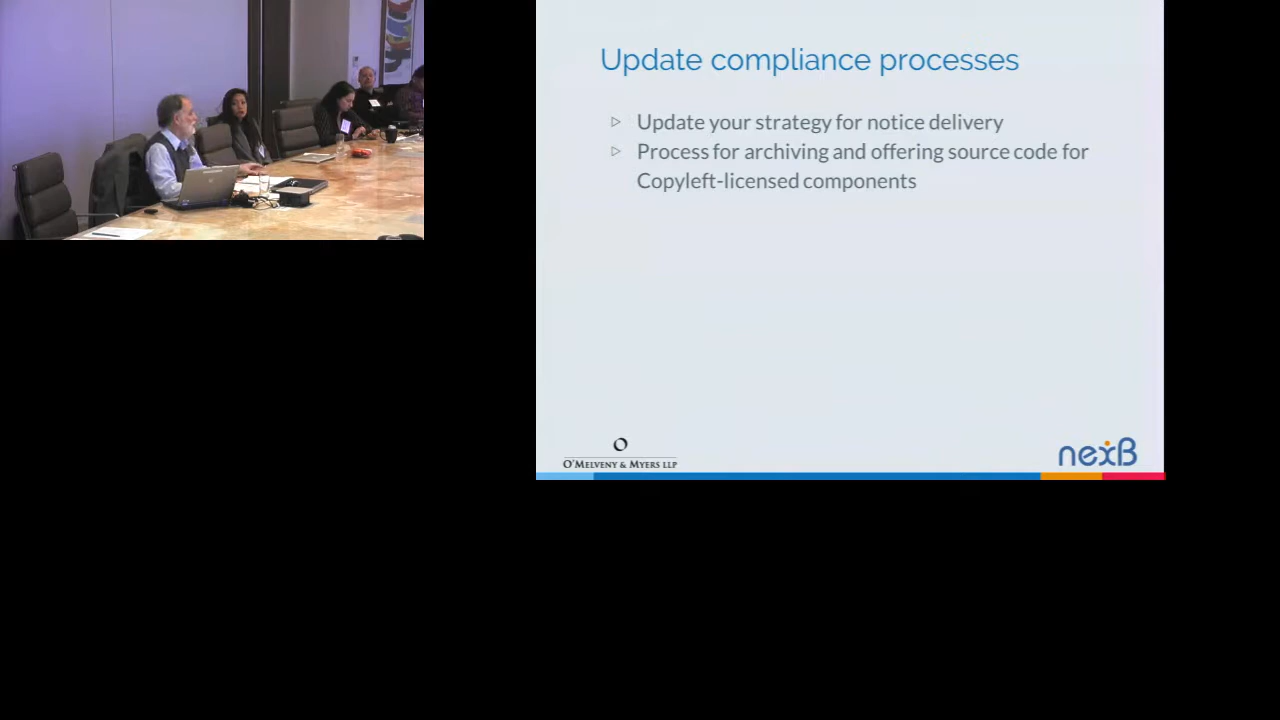 Update compliance processes
▷ Update your strategy for notice delivery
▷ Process for archiving and offering source code for
Copyleft-licensed components
O'MELVENY & MYERS LLP
nexB